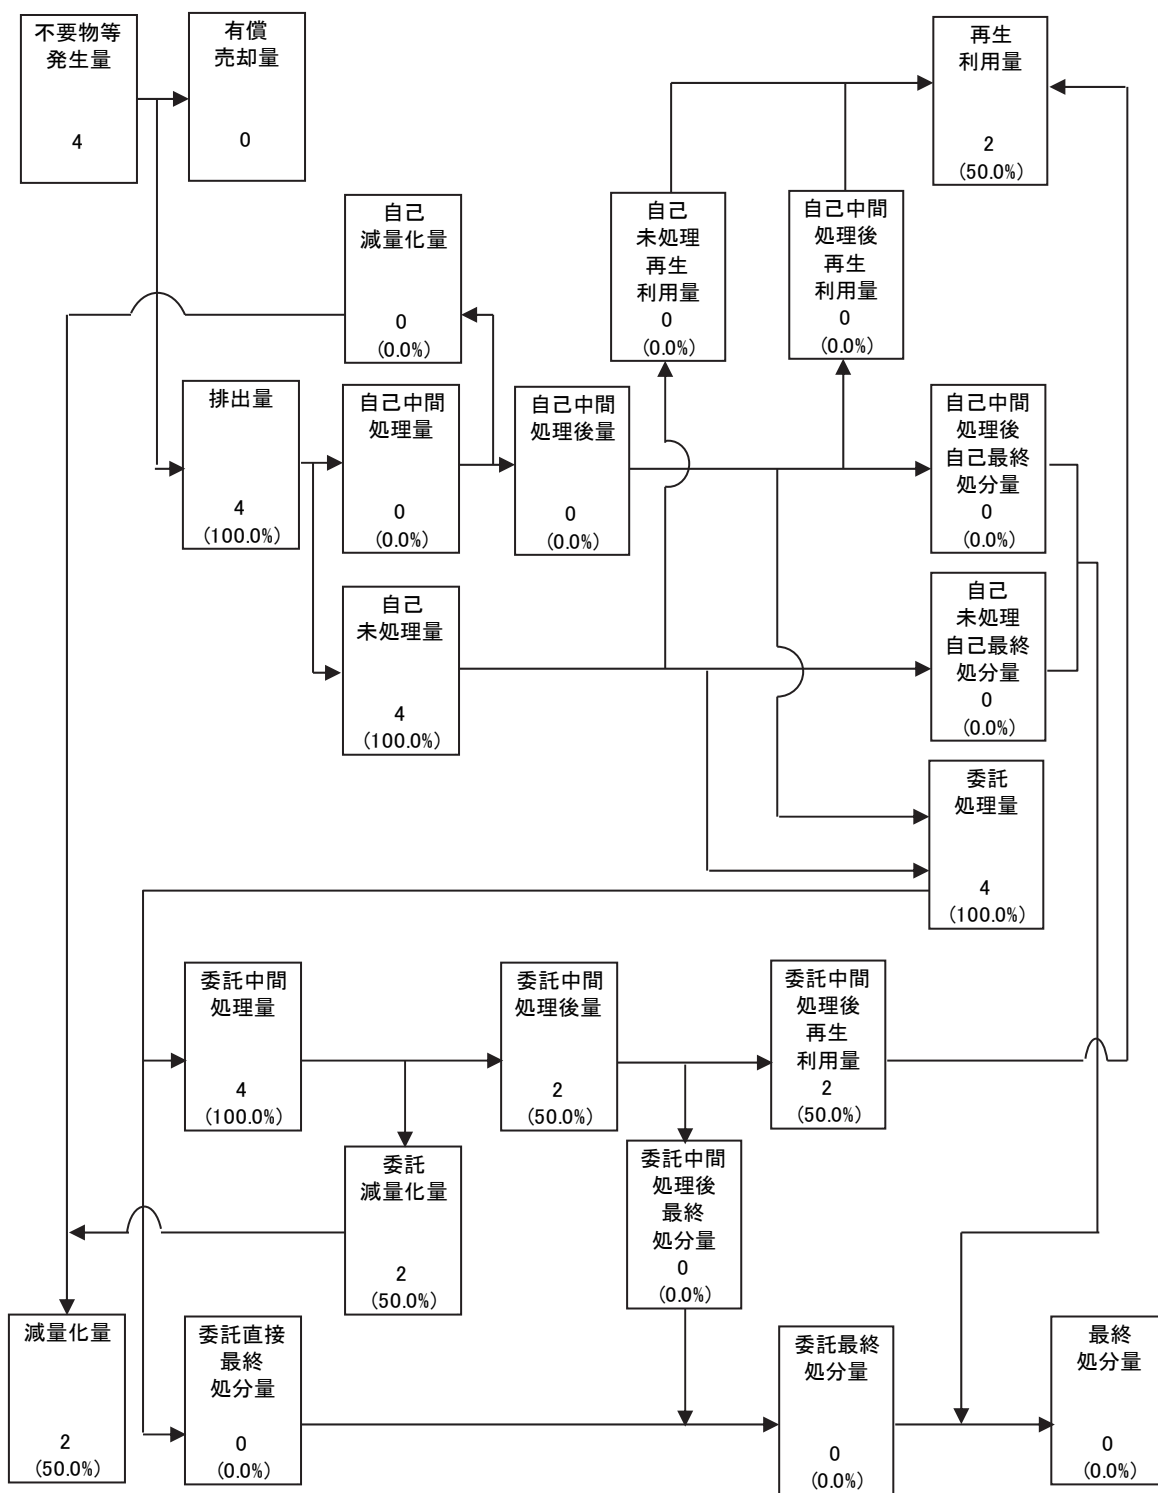 不要物等
発生量
4
有償
売却量
0
再生
利用量
2
(50.0%)
自己
減量化量
0
(0.0%)
自己
未処理
再生
利用量
0
(0.0%)
自己中間
処理後
再生
利用量
0
(0.0%)
排出量
4
(100.0%)
自己中間
処理量
0
(0.0%)
自己中間
処理後量
0
(0.0%)
自己中間
処理後
自己最終
処分量
0
(0.0%)
自己
未処理量
4
(100.0%)
自己
未処理
自己最終
処分量
0
(0.0%)
委託
処理量
4
(100.0%)
委託中間
処理量
4
(100.0%)
委託中間
処理後量
2
(50.0%)
委託中間
処理後
再生
利用量
2
(50.0%)
委託
減量化量
2
(50.0%)
委託中間
処理後
最終
処分量
0
(0.0%)
減量化量
2
(50.0%)
委託直接
最終
処分量
0
(0.0%)
委託最終
処分量
0
(0.0%)
最終
処分量
0
(0.0%)